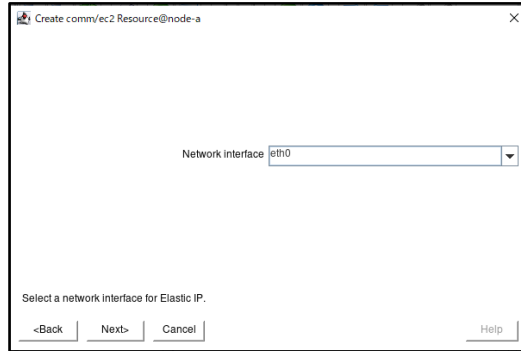 Create comm/ec2 Resource@node-a
Network interface eth0
Select a network interface for Elastic IP.
<Back Next> Cancel Help